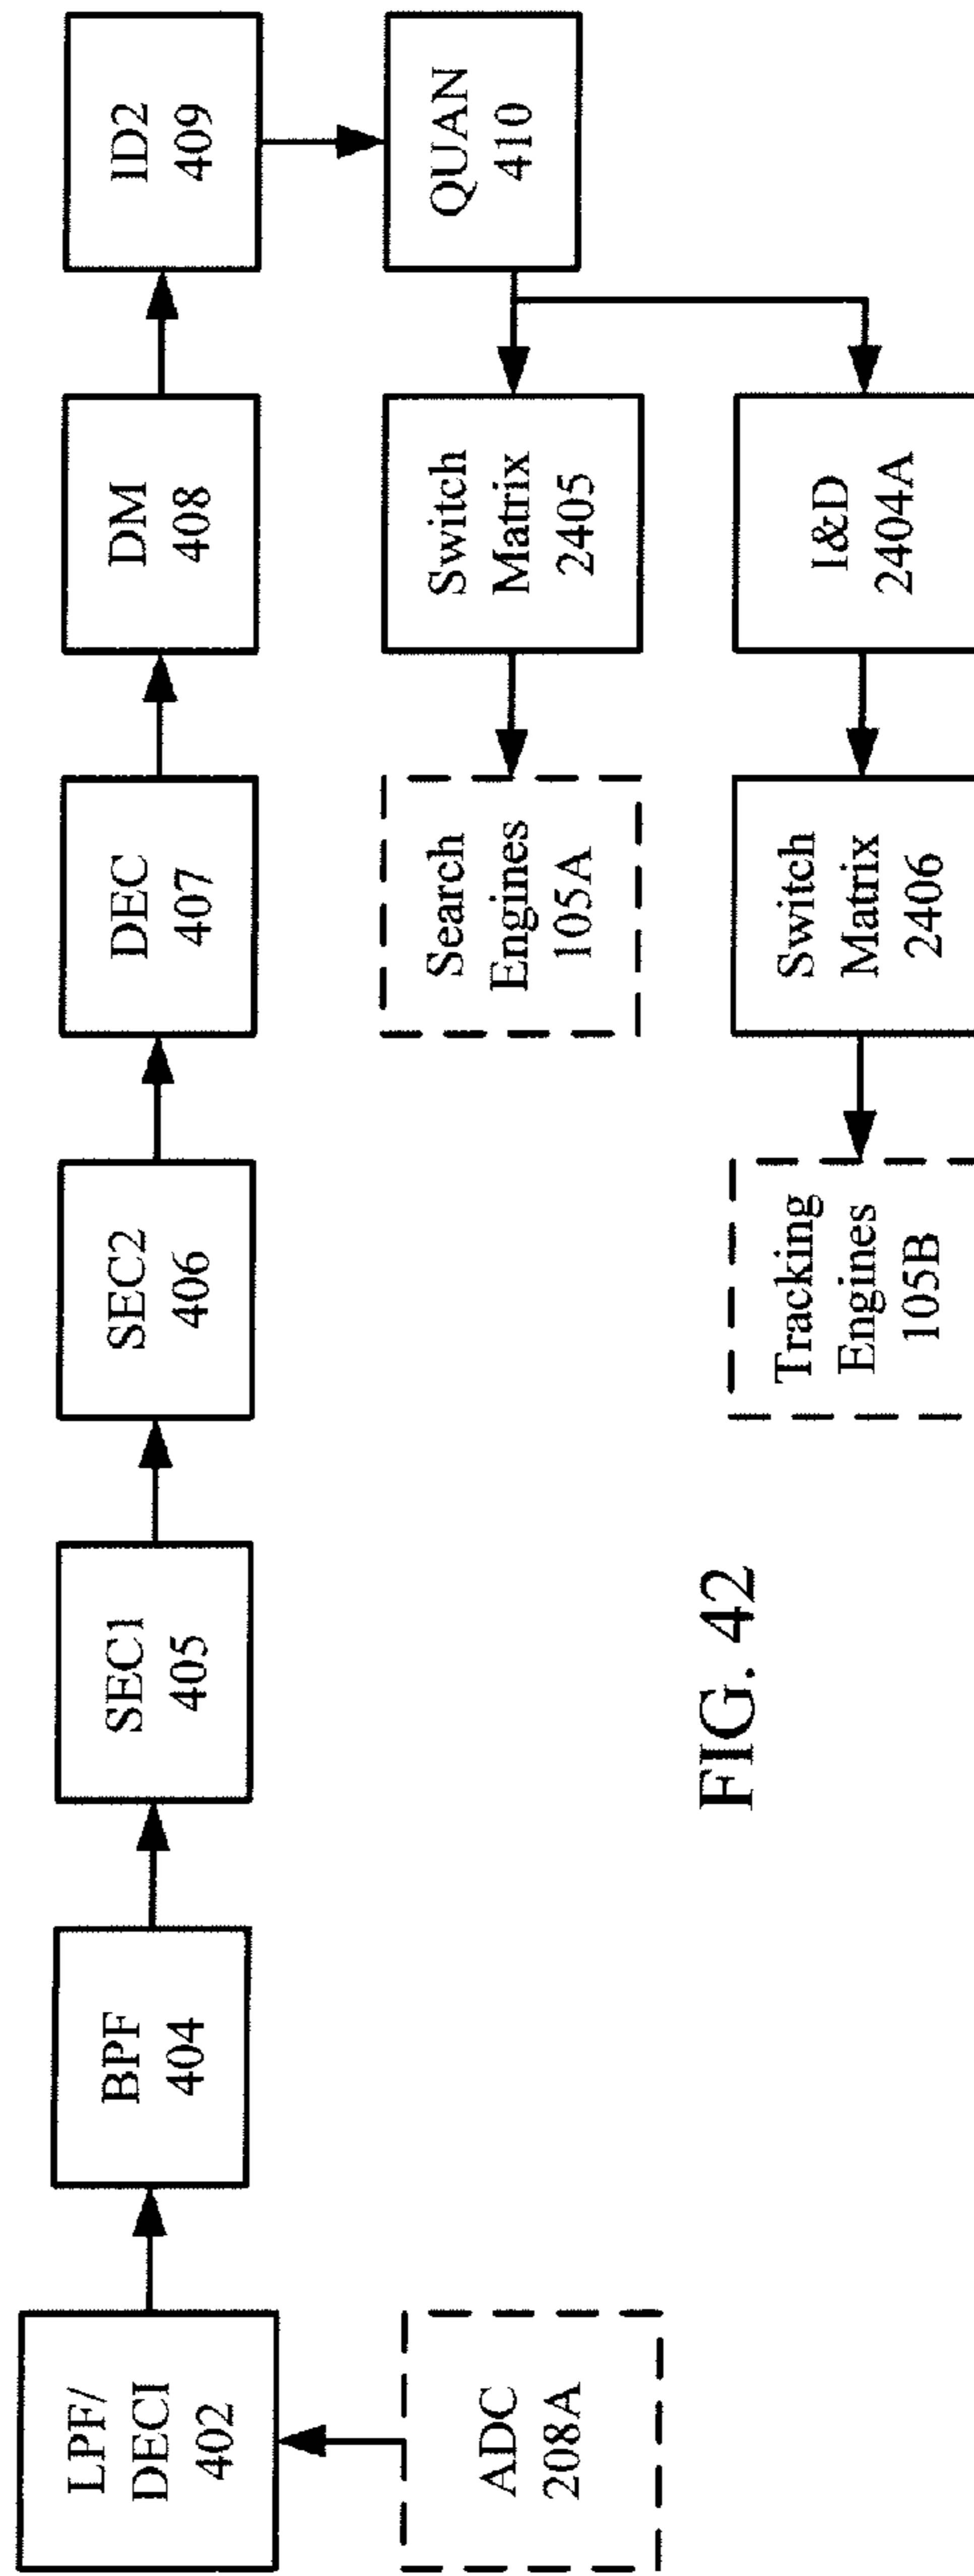 LPF/
DECI
402
BPF
404
SEC1
405
SEC2
406
DEC
407
DM
408
ID2
409
ADC
208A
QUAN
410
Switch
Matrix
2405
Search
Engines
105A
I&D
2404A
Switch
Matrix
2406
Tracking
Engines
105B
FIG. 42